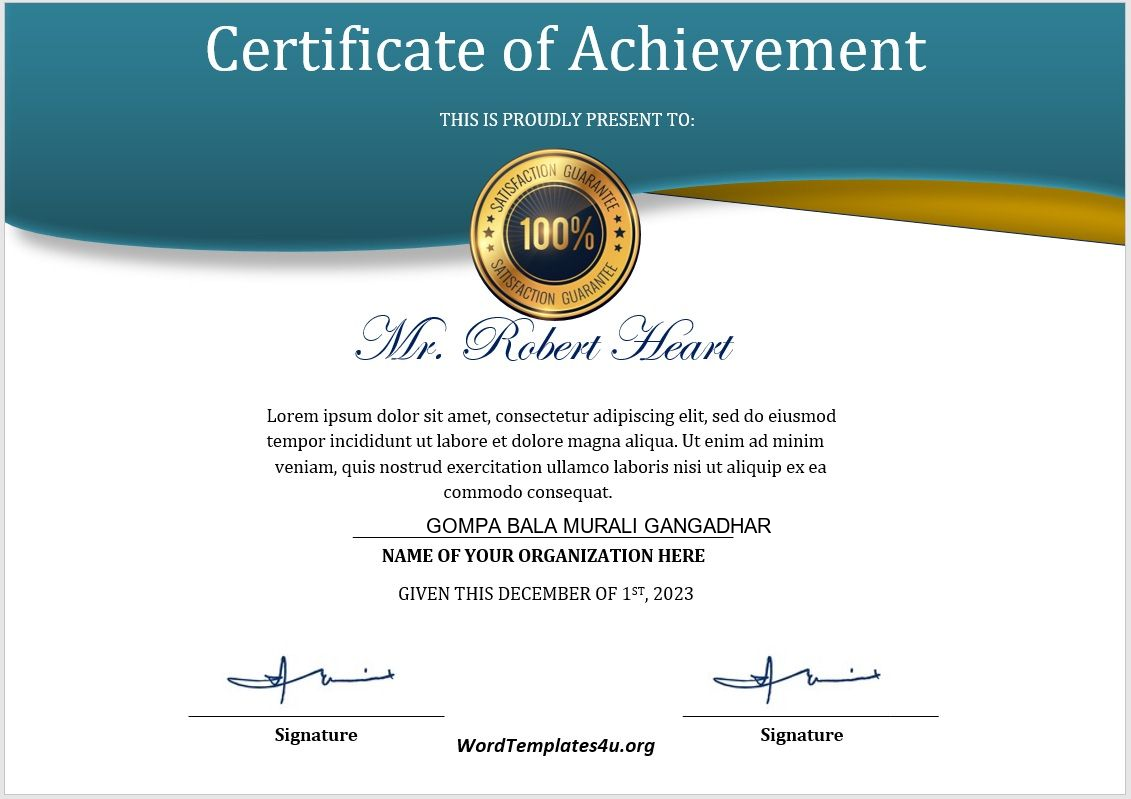 Certificate of Achievement
THIS IS PROUDLY PRESENT TO:
SATISFACTION GUARANTEE
100%
SATISFACTION GUARANTEE
Mr. Robert Heart
Lorem ipsum dolor sit amet, consectetur adipiscing elit, sed do eiusmod
tempor incididunt ut labore et dolore magna aliqua. Ut enim ad minim
veniam, quis nostrud exercitation ullamco laboris nisi ut aliquip ex ea
commodo consequat.
GOMPA BALA MURALI GANGADHAR
NAME OF YOUR ORGANIZATION HERE
GIVEN THIS DECEMBER OF 1ST, 2023
Signature
Signature
WordTemplates4u.org